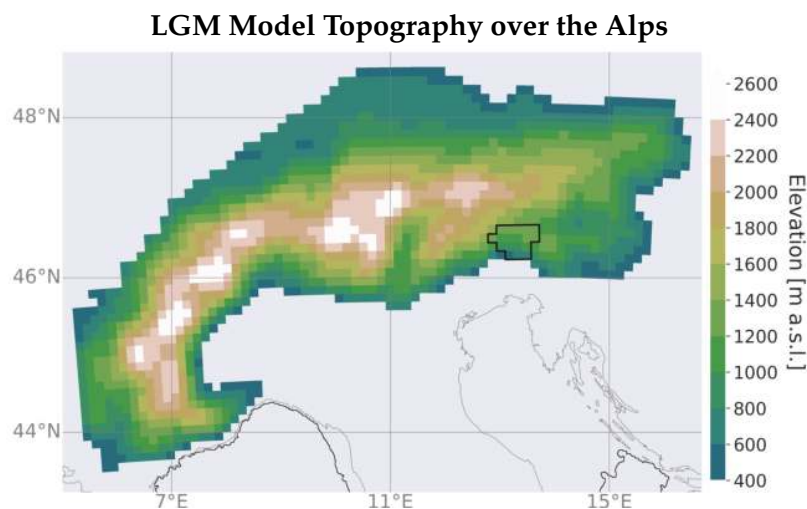 LGM Model Topography over the Alps
48°N
46°N
44°N
7°E
11°E
15°E
2600
2400
2200
2000
1800
1600
1400
1200
1000
800
600
400
Elevation [m a.s.l.]